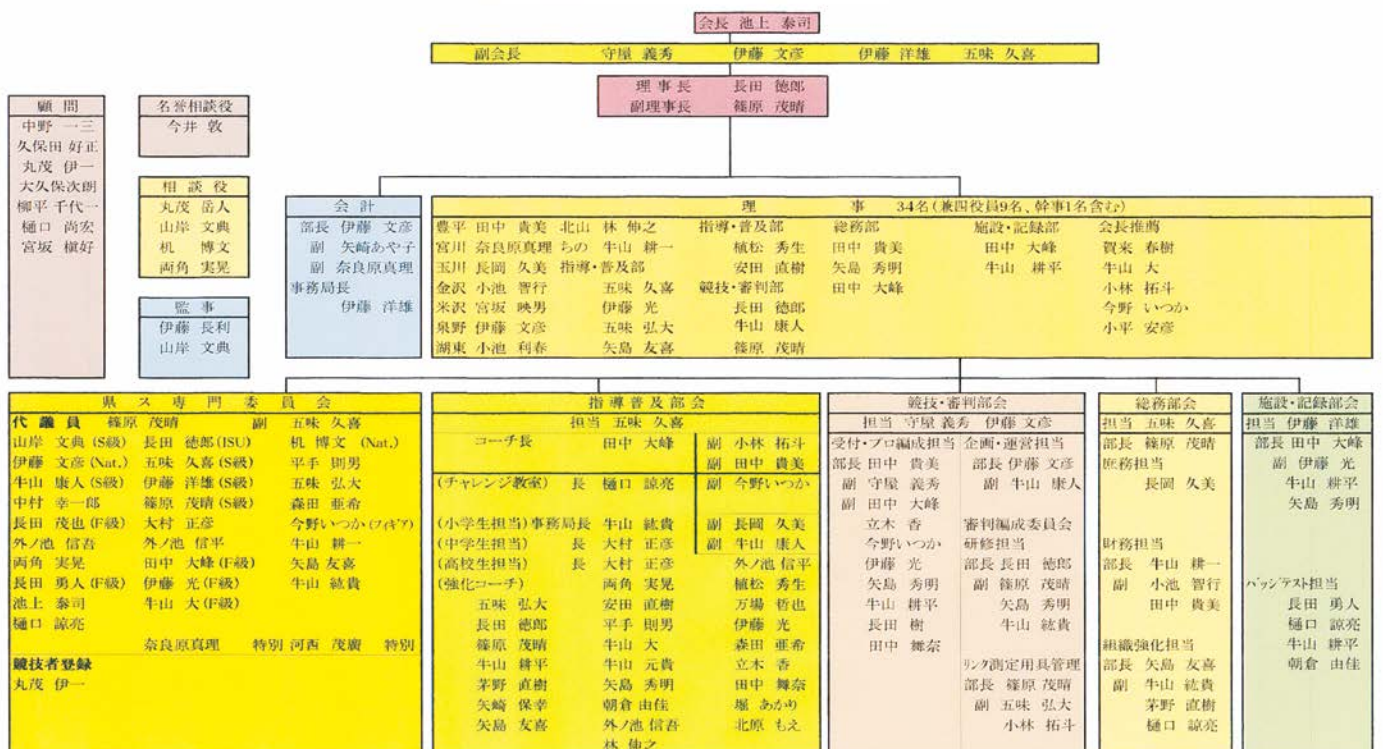 会長 池上 泰司
副会長 守屋 義秀 伊藤 文彦 伊藤 洋雄 五味 久喜
理事長 長田 徳郎
副理事長 篠原 茂晴
顧問
中野 一三
久保田 好正
丸茂 伊一
大久保次朗
柳平 千代一
樋口 尚宏
宮坂 槇好
名誉相談役
今井 敦
相談役
丸茂 岳人
山岸 文典
机 博文
両角 実晃
監事
伊藤 長利
山岸 文典
会計
部長 伊藤 文彦
副 矢崎あや子
副 奈良原真理
事務局長
伊藤 洋雄
理事 34名(兼四役員9名、幹事1名含む)
豊平 田中 貴美 北山 林 伸之 指導・普及部 総務部 施設・記録部 会長推薦
宮川 奈良原真理 ちの 牛山 耕一 植松 秀生 田中 貴美 田中 大峰 賀来 春樹
玉川 長岡 久美 指導・普及部 安田 直樹 矢島 秀明 牛山 耕平 牛山 大
金沢 小池 智行 五味 久喜 競技・審判部 田中 大峰 小林 拓斗
米沢 宮坂 映男 伊藤 光 長田 徳郎 今野 いつか
泉野 伊藤 文彦 五味 弘大 牛山 康人 小平 安彦
湖東 小池 利春 矢島 友喜 篠原 茂晴
県ス専門委員会
代議員 篠原 茂晴 副 五味 久喜
山岸 文典 (S級) 長田 徳郎(ISU) 机 博文 (Nat.)
伊藤 文彦(Nat.) 五味 久喜(S級) 平手 則男
牛山 康人(S級) 伊藤 洋雄(S級) 五味 弘大
中村 幸一郎 篠原 茂晴(S級) 森田 亜希
長田 茂也(F級) 大村 正彦 今野いつか(フィギア)
外ノ池 信吾 外ノ池 信平 牛山 耕一
両角 実晃 田中 大峰(F級) 矢島 友喜
長田 勇人(F級) 伊藤 光(F級) 牛山 紘貴
池上 泰司 牛山 大(F級)
樋口 諒亮
奈良原真理 特別 河西 茂廣 特別
競技者登録
丸茂 伊一
指導普及部会
担当 五味 久喜
コーチ長 田中 大峰 副 小林 拓斗
副 田中 貴美
(チャレンジ教室) 長 樋口 諒亮 副 今野いつか
(小学生担当)事務局長 牛山 紘貴 副 長岡 久美
(中学生担当) 長 大村 正彦 副 牛山 康人
(高校生担当) 長 大村 正彦 外ノ池 信平
(強化コーチ) 両角 実晃 植松 秀生
五味 弘大 安田 直樹 万場 哲也
長田 徳郎 平手 則男 伊藤 光
篠原 茂晴 牛山 大 森田 亜希
牛山 耕平 牛山 元貴 立木 香
茅野 直樹 矢島 秀明 田中 舞奈
矢崎 保幸 朝倉 由佳 堀 あかり
矢島 友喜 外ノ池 信吾 北原 もえ
林 伸之
競技・審判部会
担当 守屋 義秀 伊藤 文彦
受付・プロ編成担当 企画・運営担当
部長 田中 貴美 部長 伊藤 文彦
副 守屋 義秀 副 牛山 康人
副 田中 大峰
立木 香 審判編成委員会
今野いつか 研修担当
伊藤 光 部長 長田 徳郎
矢島 秀明 副 篠原 茂晴
牛山 耕平 矢島 秀明
長田 樹 牛山 紘貴
田中 舞奈
リンク測定用具管理
部長 篠原 茂晴
副 五味 弘大
小林 拓斗
総務部会
担当 五味 久喜
部長 篠原 茂晴
庶務担当
長岡 久美
財務担当
部長 牛山 耕一
副 小池 智行
田中 貴美
組織強化担当
部長 矢島 友喜
副 牛山 紘貴
茅野 直樹
樋口 諒亮
施設・記録部会
担当 伊藤 洋雄
部長 田中 大峰
副 伊藤 光
牛山 耕平
矢島 秀明
バッジテスト担当
長田 勇人
樋口 諒亮
牛山 耕平
朝倉 由佳